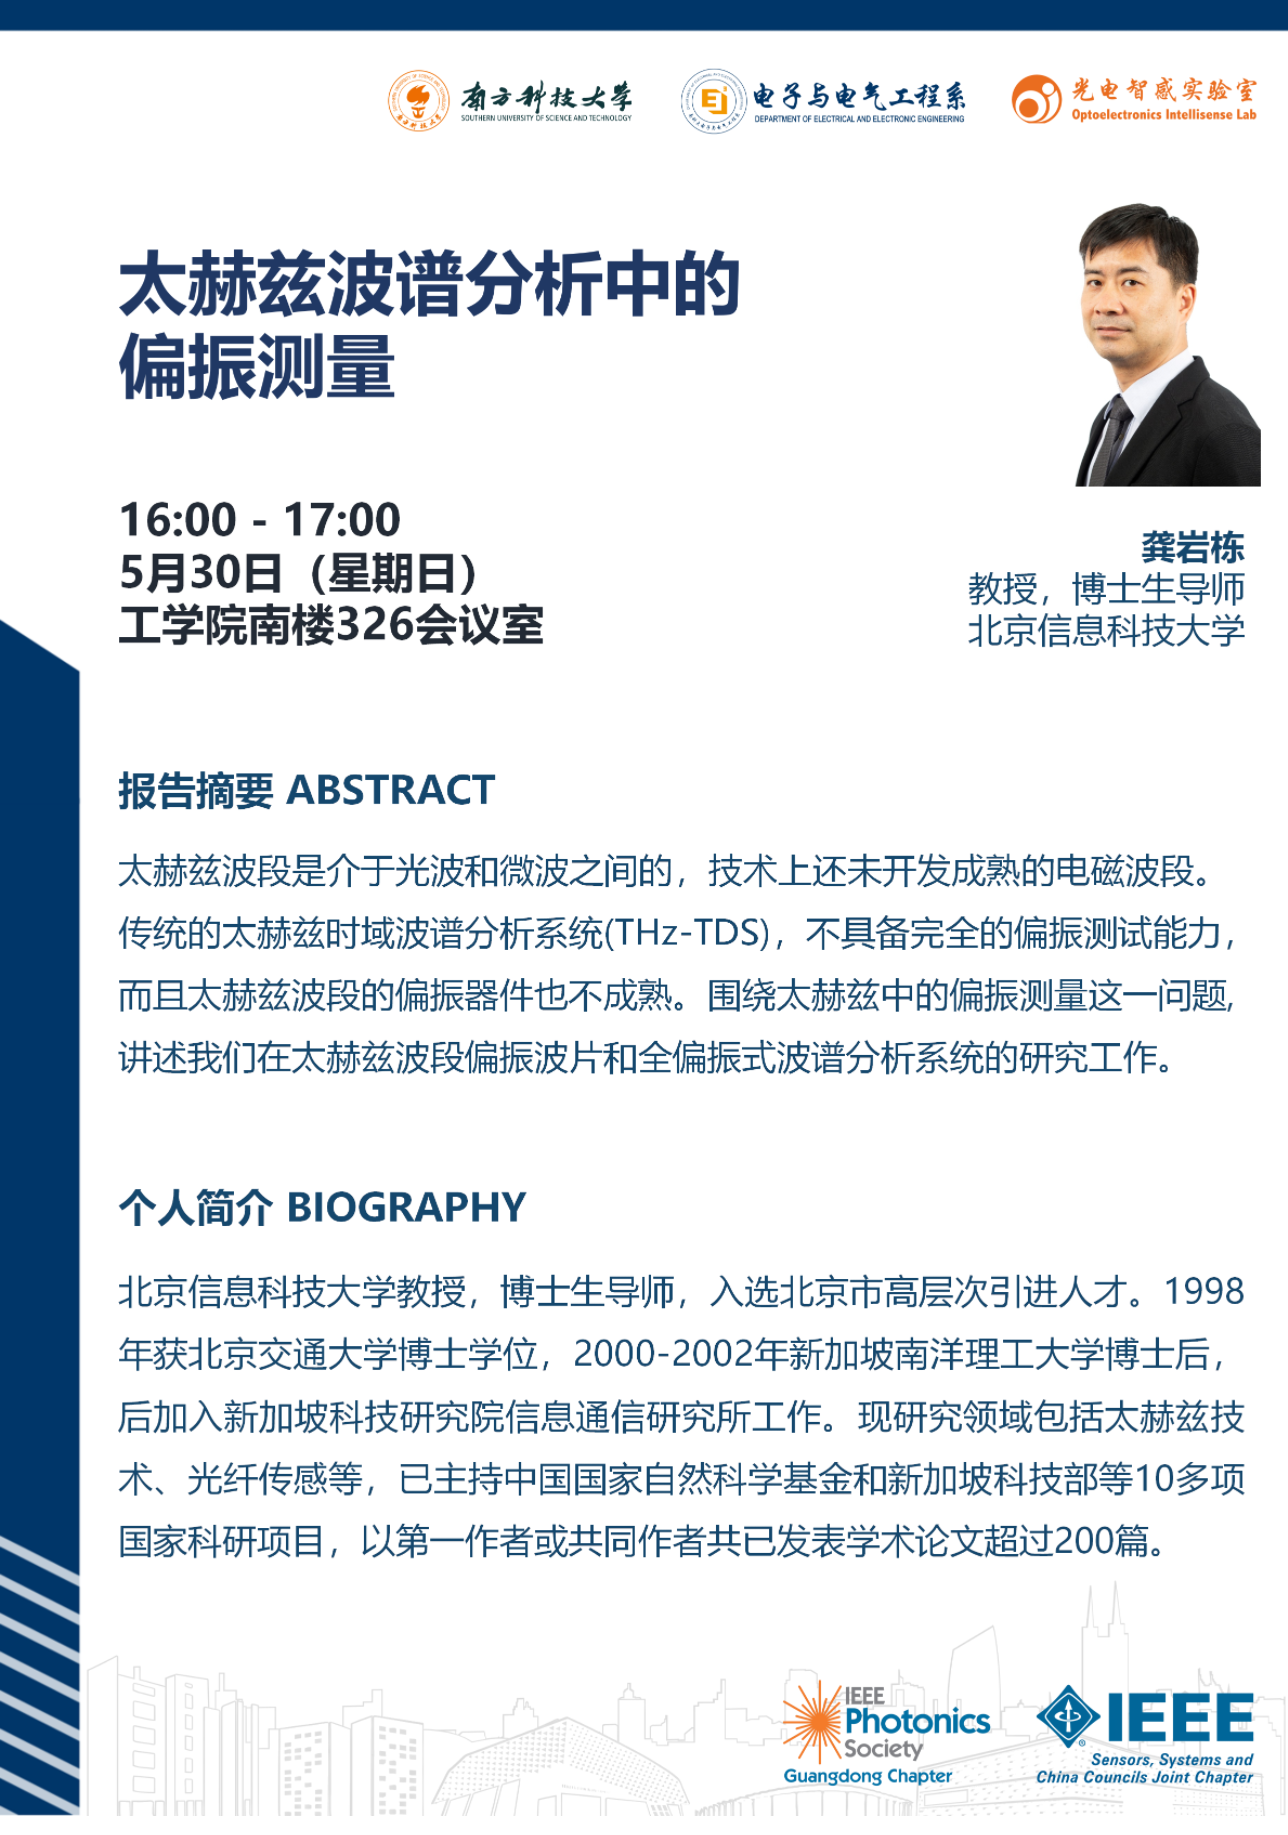 南方科技大学
SOUTHERN UNIVERSITY OF SCIENCE AND TECHNOLOGY
电子与电气工程系
DEPARTMENT OF ELECTRICAL AND ELECTRONIC ENGINEERING
光电智感实验室
Optoelectronics Intellisense Lab
太赫兹波谱分析中的
偏振测量
16:00 - 17:00
5月30日（星期日）
工学院南楼326会议室
龚岩栋
教授，博士生导师
北京信息科技大学
报告摘要 ABSTRACT
太赫兹波段是介于光波和微波之间的，技术上还未开发成熟的电磁波段。
传统的太赫兹时域波谱分析系统(THz-TDS)，不具备完全的偏振测试能力，
而且太赫兹波段的偏振器件也不成熟。围绕太赫兹中的偏振测量这一问题，
讲述我们在太赫兹波段偏振波片和全偏振式波谱分析系统的研究工作。
个人简介 BIOGRAPHY
北京信息科技大学教授，博士生导师，入选北京市高层次引进人才。1998
年获北京交通大学博士学位，2000-2002年新加坡南洋理工大学博士后，
后加入新加坡科技研究院信息通信研究所工作。现研究领域包括太赫兹技
术、光纤传感等，已主持中国国家自然科学基金和新加坡科技部等10多项
国家科研项目，以第一作者或共同作者共已发表学术论文超过200篇。
IEEE
Photonics
Society
Guangdong Chapter
IEEE
Sensors, Systems and
China Councils Joint Chapter